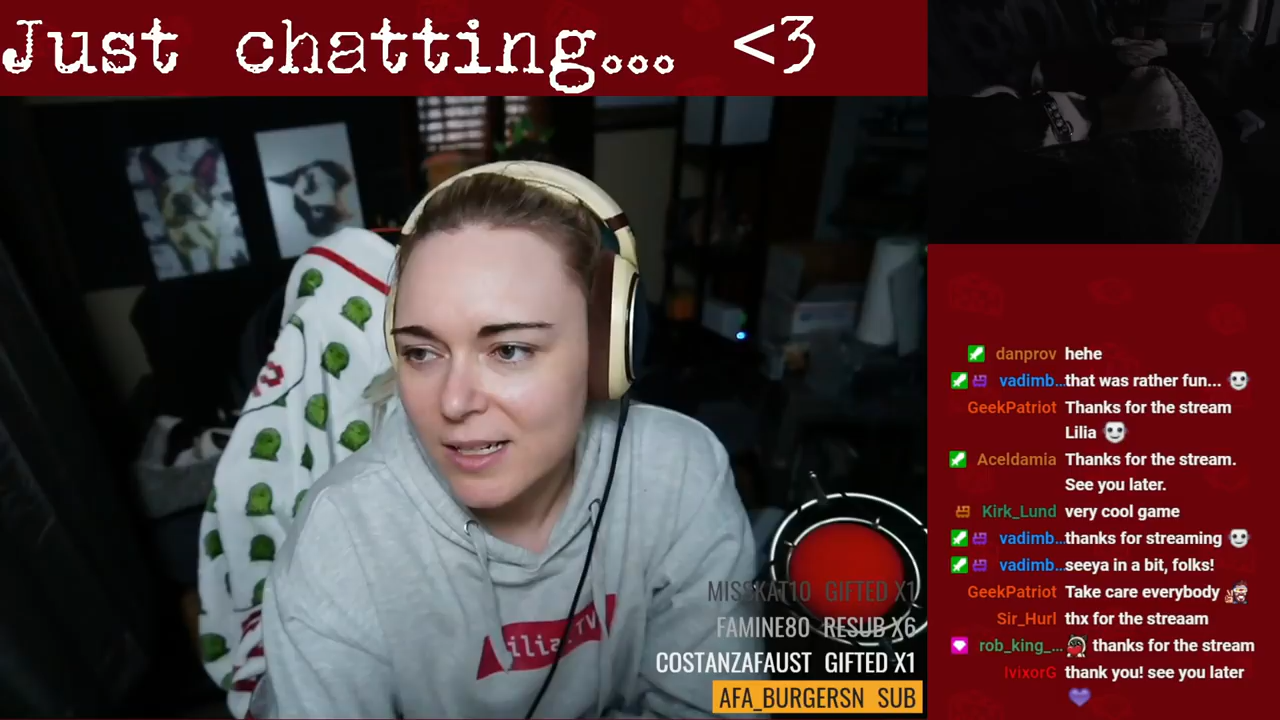 Just chatting... <3
danprov hehe
vadimb... that was rather fun...
GeekPatriot Thanks for the stream
Lilia
Aceldamia Thanks for the stream.
See you later.
Kirk_Lund very cool game
vadimb... thanks for streaming
vadimb... seeya in a bit, folks!
GeekPatriot Take care everybody
Sir_Hurl thx for the streaam
rob_king_... thanks for the stream
IvixorG thank you! see you later
ilia.TV
MISSKAT10 GIFTED X1
FAMINE80 RESUB X6
COSTANZAFAUST GIFTED X1
AFA_BURGERSN SUB